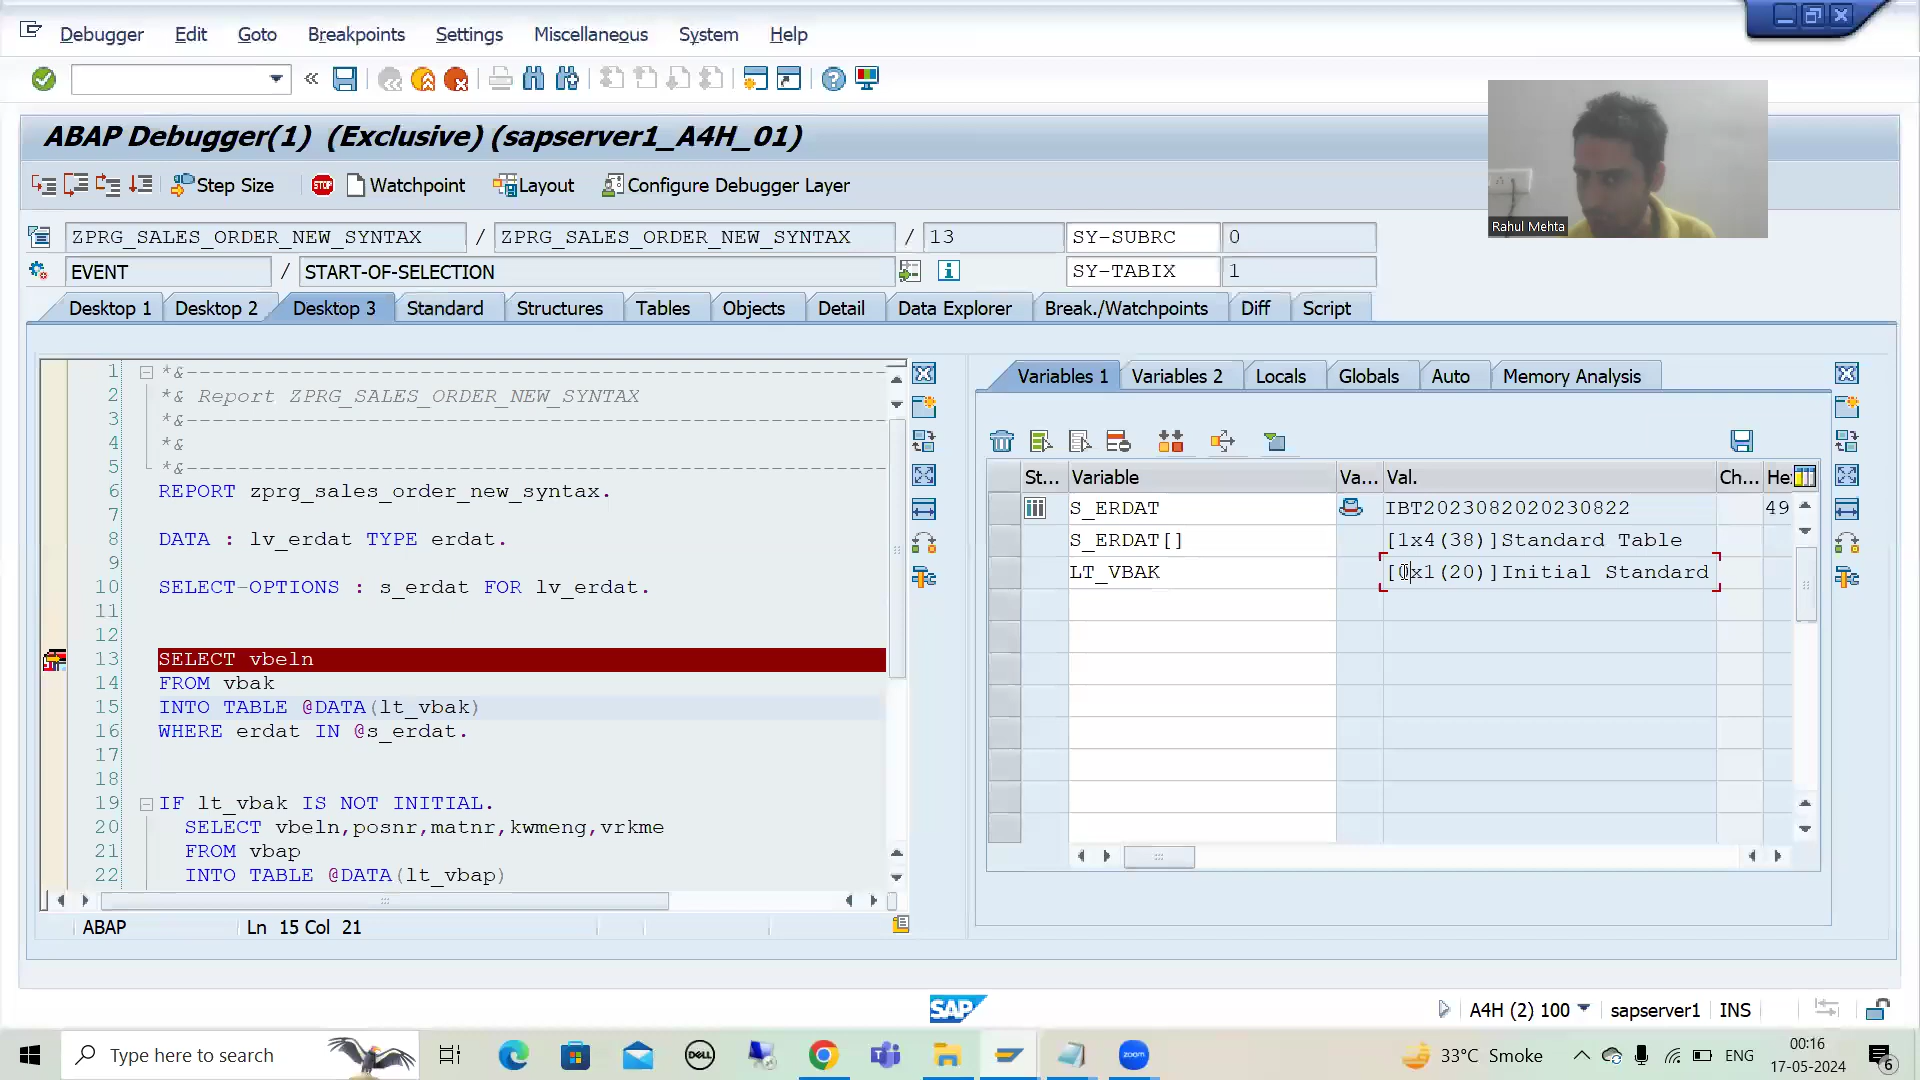 Debugger Edit Goto Breakpoints Settings Miscellaneous System Help
ABAP Debugger(1) (Exclusive) (sapserver1_A4H_01)
Step Size STOP Watchpoint Layout Configure Debugger Layer
Rahul Mehta
ZPRG_SALES_ORDER_NEW_SYNTAX / ZPRG_SALES_ORDER_NEW_SYNTAX / 13 SY-SUBRC 0
EVENT / START-OF-SELECTION SY-TABIX 1
Desktop 1 Desktop 2 Desktop 3 Standard Structures Tables Objects Detail Data Explorer Break./Watchpoints Diff Script
Variables 1 Variables 2 Locals Globals Auto Memory Analysis
St... Variable Va... Val. Ch... He
S_ERDAT IBT2023082020230822 49
S_ERDAT[] [1x4(38)]Standard Table
LT_VBAK [0x1(20)]Initial Standard
1 *&---------------------------------------------------------
2 *& Report ZPRG_SALES_ORDER_NEW_SYNTAX
3 *&---------------------------------------------------------
4 *&
5 *&---------------------------------------------------------
6 REPORT zprg_sales_order_new_syntax.
7
8 DATA : lv_erdat TYPE erdat.
9
10 SELECT-OPTIONS : s_erdat FOR lv_erdat.
11
12
13 SELECT vbeln
14 FROM vbak
15 INTO TABLE @DATA(lt_vbak)
16 WHERE erdat IN @s_erdat.
17
18
19 IF lt_vbak IS NOT INITIAL.
20 SELECT vbeln,posnr,matnr,kwmeng,vrkme
21 FROM vbap
22 INTO TABLE @DATA(lt_vbap)
ABAP Ln 15 Col 21
SAP A4H (2) 100 sapserver1 INS
Type here to search DELL zoom 33°C Smoke ENG 00:16
17-05-2024 6